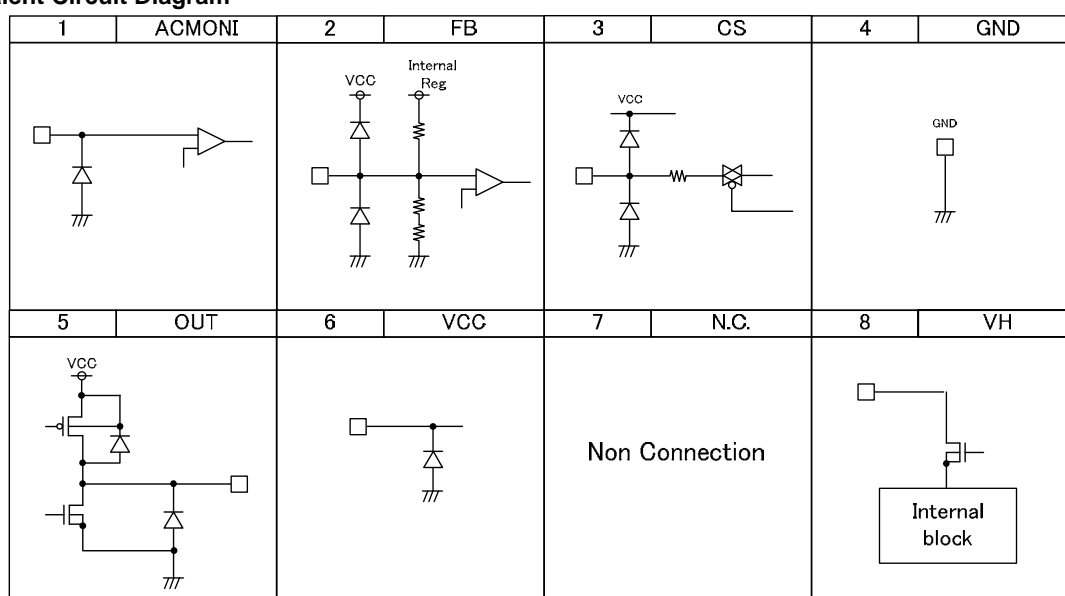 alent Circuit Diagram
1 ACMONI 2 FB 3 CS 4 GND
VCC
Internal
Reg
VCC
GND
5 OUT 6 VCC 7 N.C. 8 VH
VCC
Non Connection
Internal
block